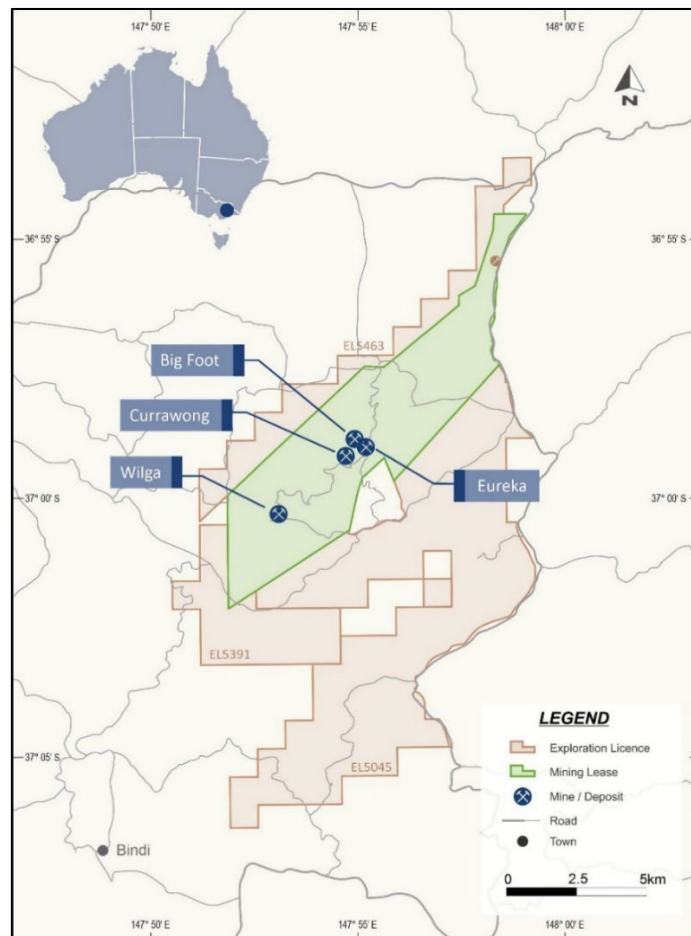 147° 50' E
147° 55' E
148° 00' E
N
36° 55' S
36° 55' S
EL5463
Big Foot
Currawong
Wilga
Eureka
37° 00' S
37° 00' S
EL5391
LEGEND
Exploration Licence
Mining Lease
Mine / Deposit
Road
Town
0 2.5 5km
37° 05' S
EL5045
Bindi
147° 50' E
147° 55' E
148° 00' E